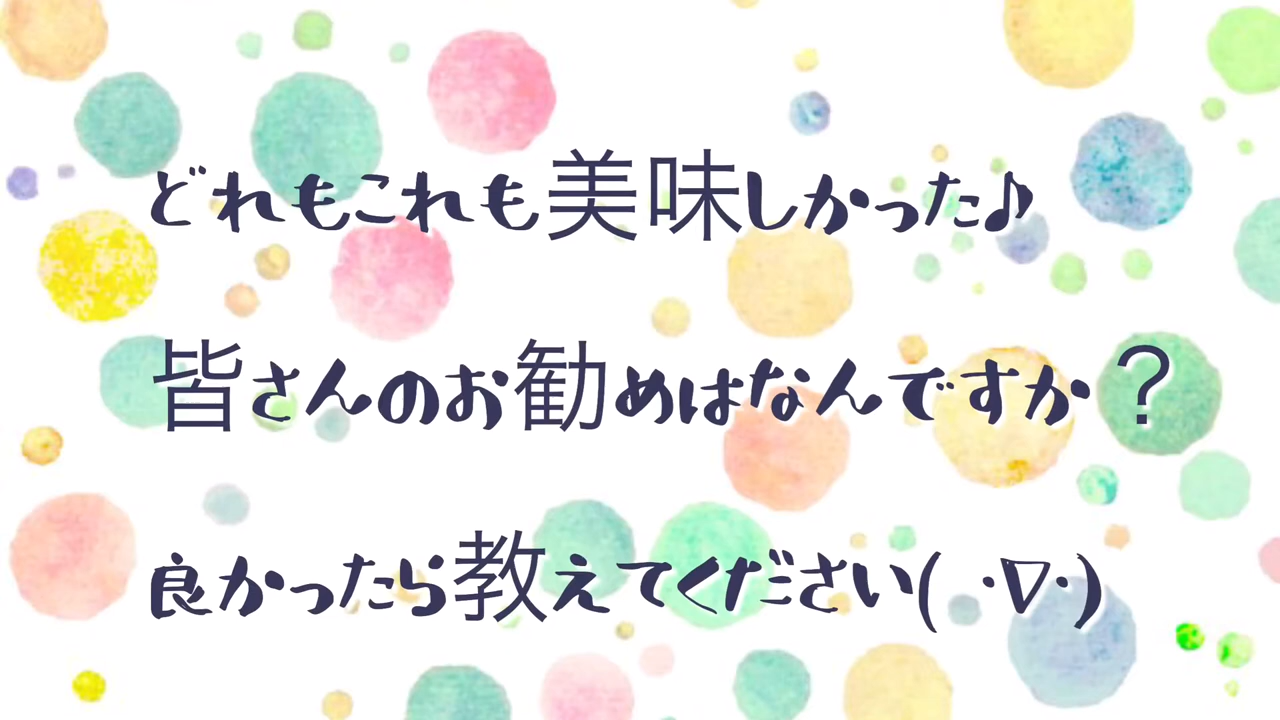 どれもこれも美味しかった♪
皆さんのお勧めはなんですか？
良かったら教えてください( ･∇･)